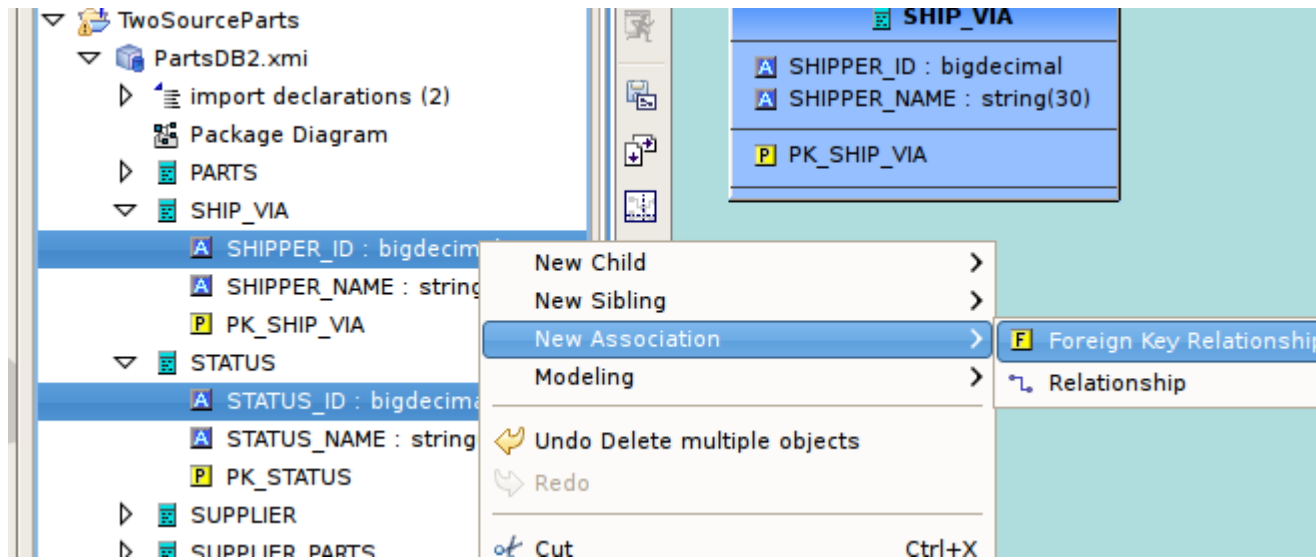 TwoSourceParts
PartsDB2.xmi
import declarations (2)
Package Diagram
PARTS
SHIP_VIA
SHIPPER_ID : bigdecim
SHIPPER_NAME : string
PK_SHIP_VIA
STATUS
STATUS_ID : bigdecima
STATUS_NAME : string
PK_STATUS
SUPPLIER
SUPPLIER_PARTS
SHIP_VIA
A SHIPPER_ID : bigdecimal
A SHIPPER_NAME : string(30)
P PK_SHIP_VIA
New Child
New Sibling
New Association
Modeling
Undo Delete multiple objects
Redo
Cut Ctrl+X
F Foreign Key Relationship
Relationship